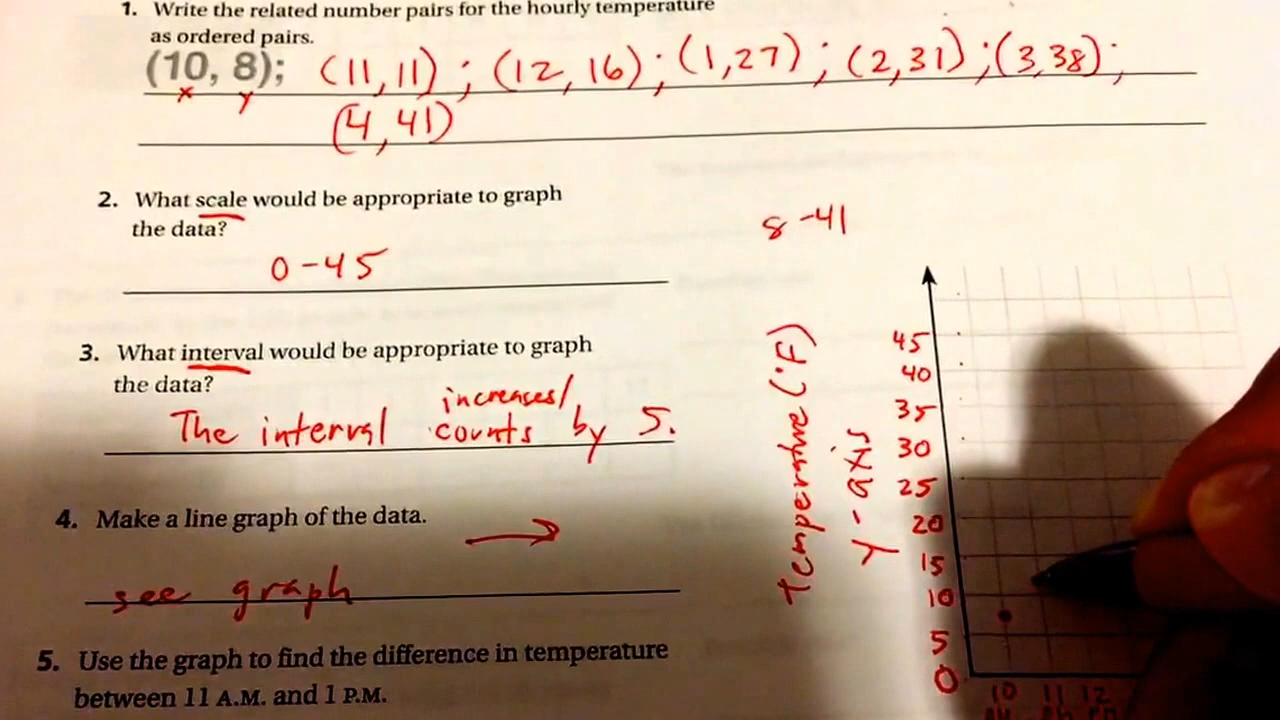 1. Write the related number pairs for the hourly temperature
as ordered pairs.
(10, 8); (11,11) ; (12,16) ; (1,27) ; (2,31) ; (3,38) ;
x y
(4,41)
2. What scale would be appropriate to graph
the data?
0-45
8-41
3. What interval would be appropriate to graph
the data?
increases/
The interval counts by 5.
4. Make a line graph of the data.
see graph
5. Use the graph to find the difference in temperature
between 11 A.M. and 1 P.M.
Temperature (°F)
y-axis
45
40
35
30
25
20
15
10
5
0
10 11 12